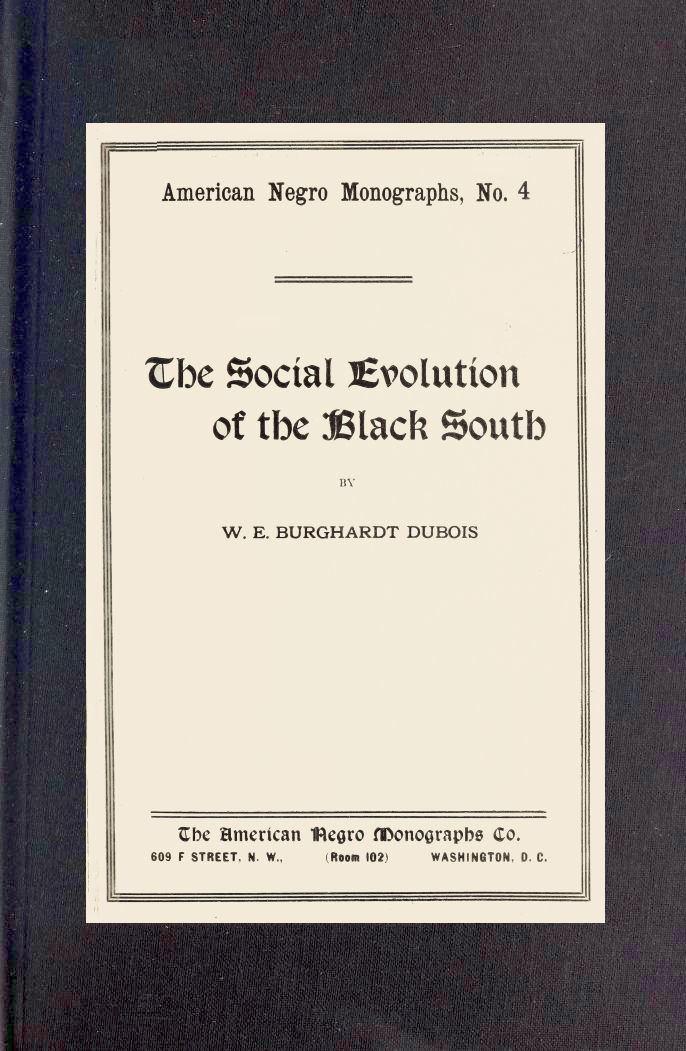 American Negro Monographs, No. 4
The Social Evolution
of the Black South
BY
W. E. BURGHARDT DUBOIS
The American Negro Monographs Co.
609 F STREET, N. W., (Room 102) WASHINGTON, D. C.